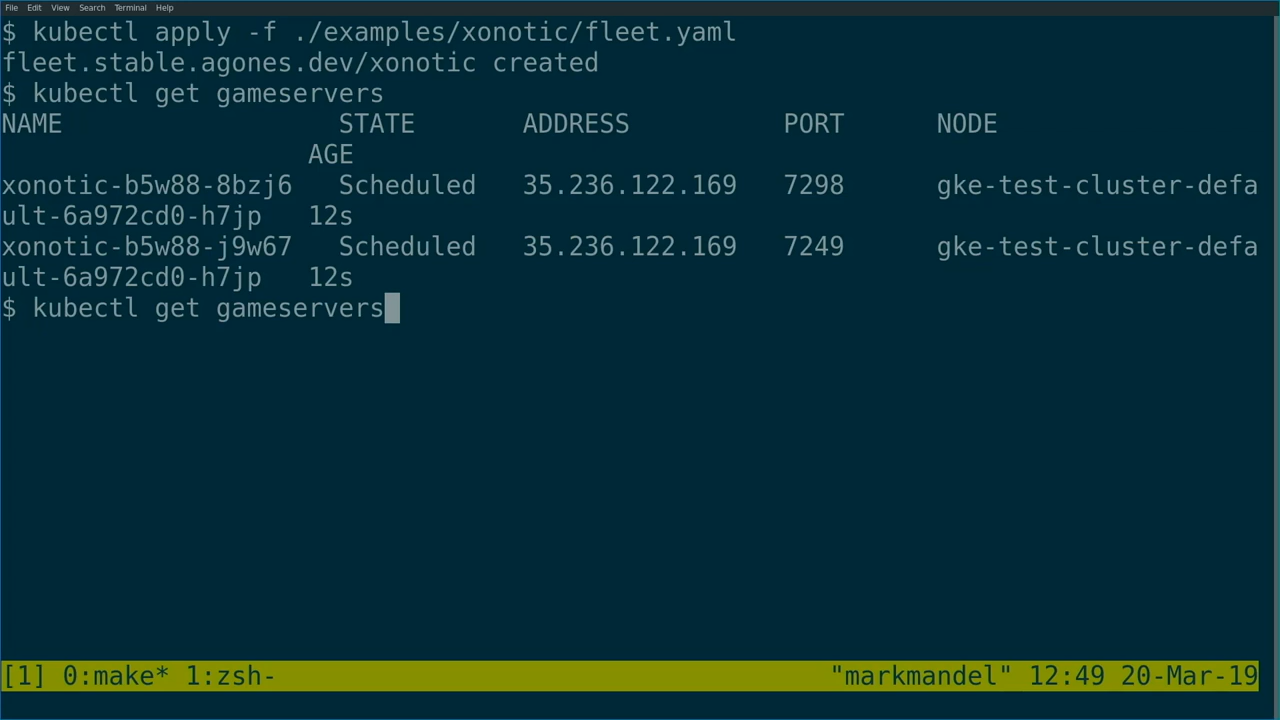 File Edit View Search Terminal Help
$ kubectl apply -f ./examples/xonotic/fleet.yaml
fleet.stable.agones.dev/xonotic created
$ kubectl get gameservers
NAME                  STATE       ADDRESS          PORT      NODE
                    AGE
xonotic-b5w88-8bzj6   Scheduled   35.236.122.169   7298      gke-test-cluster-defa
ult-6a972cd0-h7jp   12s
xonotic-b5w88-j9w67   Scheduled   35.236.122.169   7249      gke-test-cluster-defa
ult-6a972cd0-h7jp   12s
$ kubectl get gameservers
[1] 0:make* 1:zsh-                                    "markmandel" 12:49 20-Mar-19